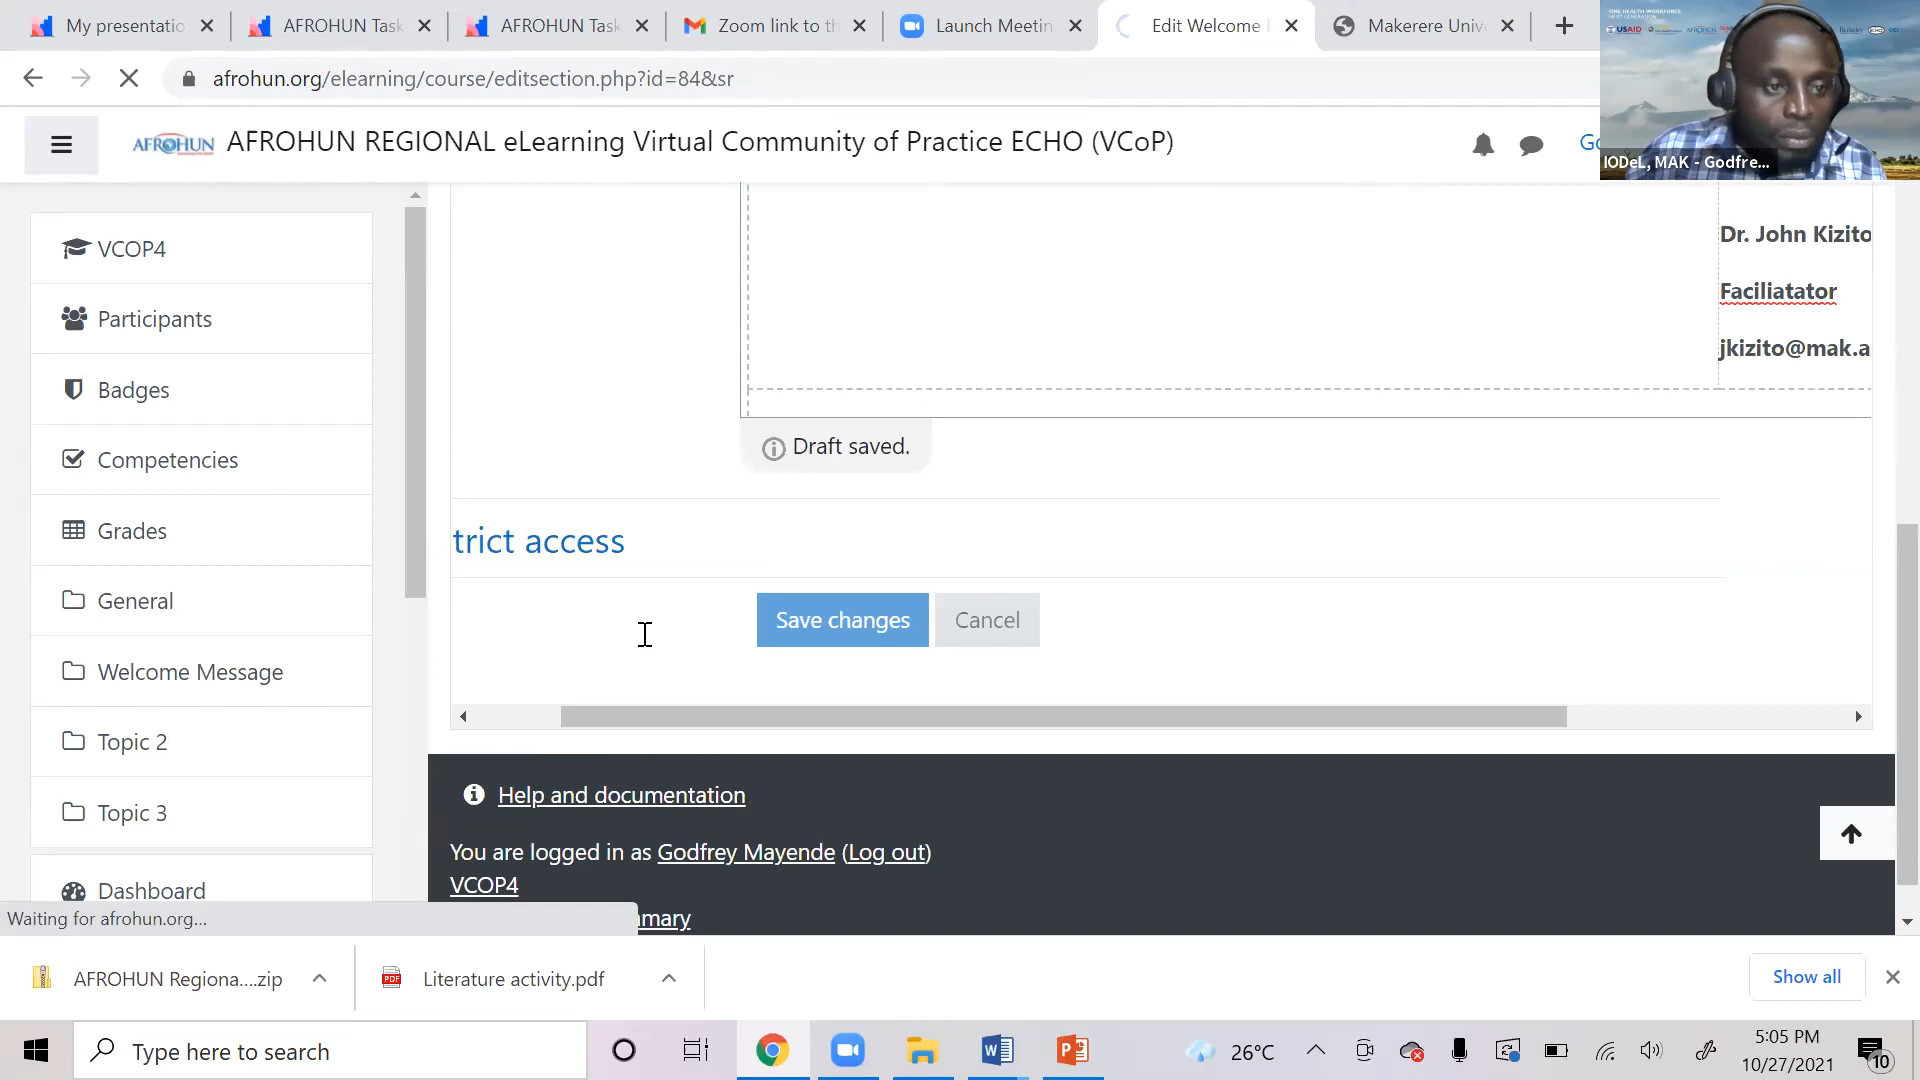 My presentatio
AFROHUN Task
AFROHUN Task
Zoom link to th
Launch Meetin
Edit Welcome
Makerere Univ
afrohun.org/elearning/course/editsection.php?id=84&sr
AFROHUN
AFROHUN REGIONAL eLearning Virtual Community of Practice ECHO (VCoP)
Go
USAID
IODeL, MAK - Godfre...
VCOP4
Participants
Badges
Competencies
Grades
General
Welcome Message
Topic 2
Topic 3
Dashboard
Dr. John Kizito
Faciliatator
jkizito@mak.a
Draft saved.
trict access
Save changes
Cancel
Help and documentation
You are logged in as Godfrey Mayende (Log out)
VCOP4
mmary
Waiting for afrohun.org...
AFROHUN Regiona....zip
PDF
Literature activity.pdf
Show all
Type here to search
26°C
5:05 PM
10/27/2021
10